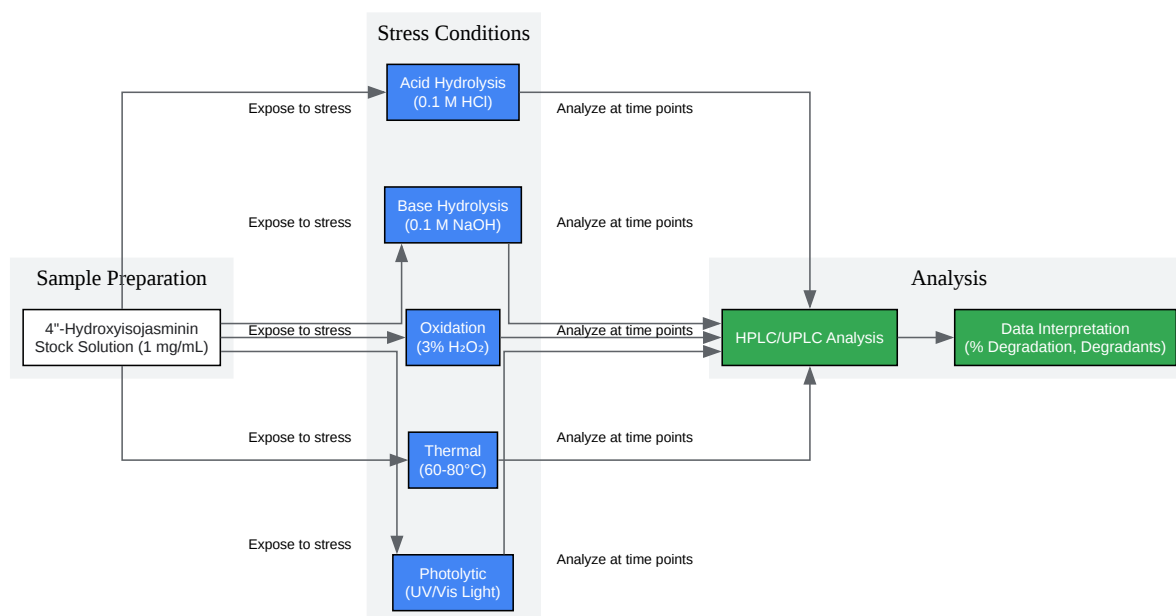 Stress Conditions
Acid Hydrolysis
(0.1 M HCl)
Expose to stress
Analyze at time points
Base Hydrolysis
(0.1 M NaOH)
Expose to stress
Analyze at time points
Sample Preparation
Analysis
4"-Hydroxyisojasminin
Stock Solution (1 mg/mL)
Expose to stress
Oxidation
(3% H₂O₂)
Analyze at time points
HPLC/UPLC Analysis
Data Interpretation
(% Degradation, Degradants)
Expose to stress
Thermal
(60-80°C)
Analyze at time points
Expose to stress
Photolytic
(UV/Vis Light)
Analyze at time points